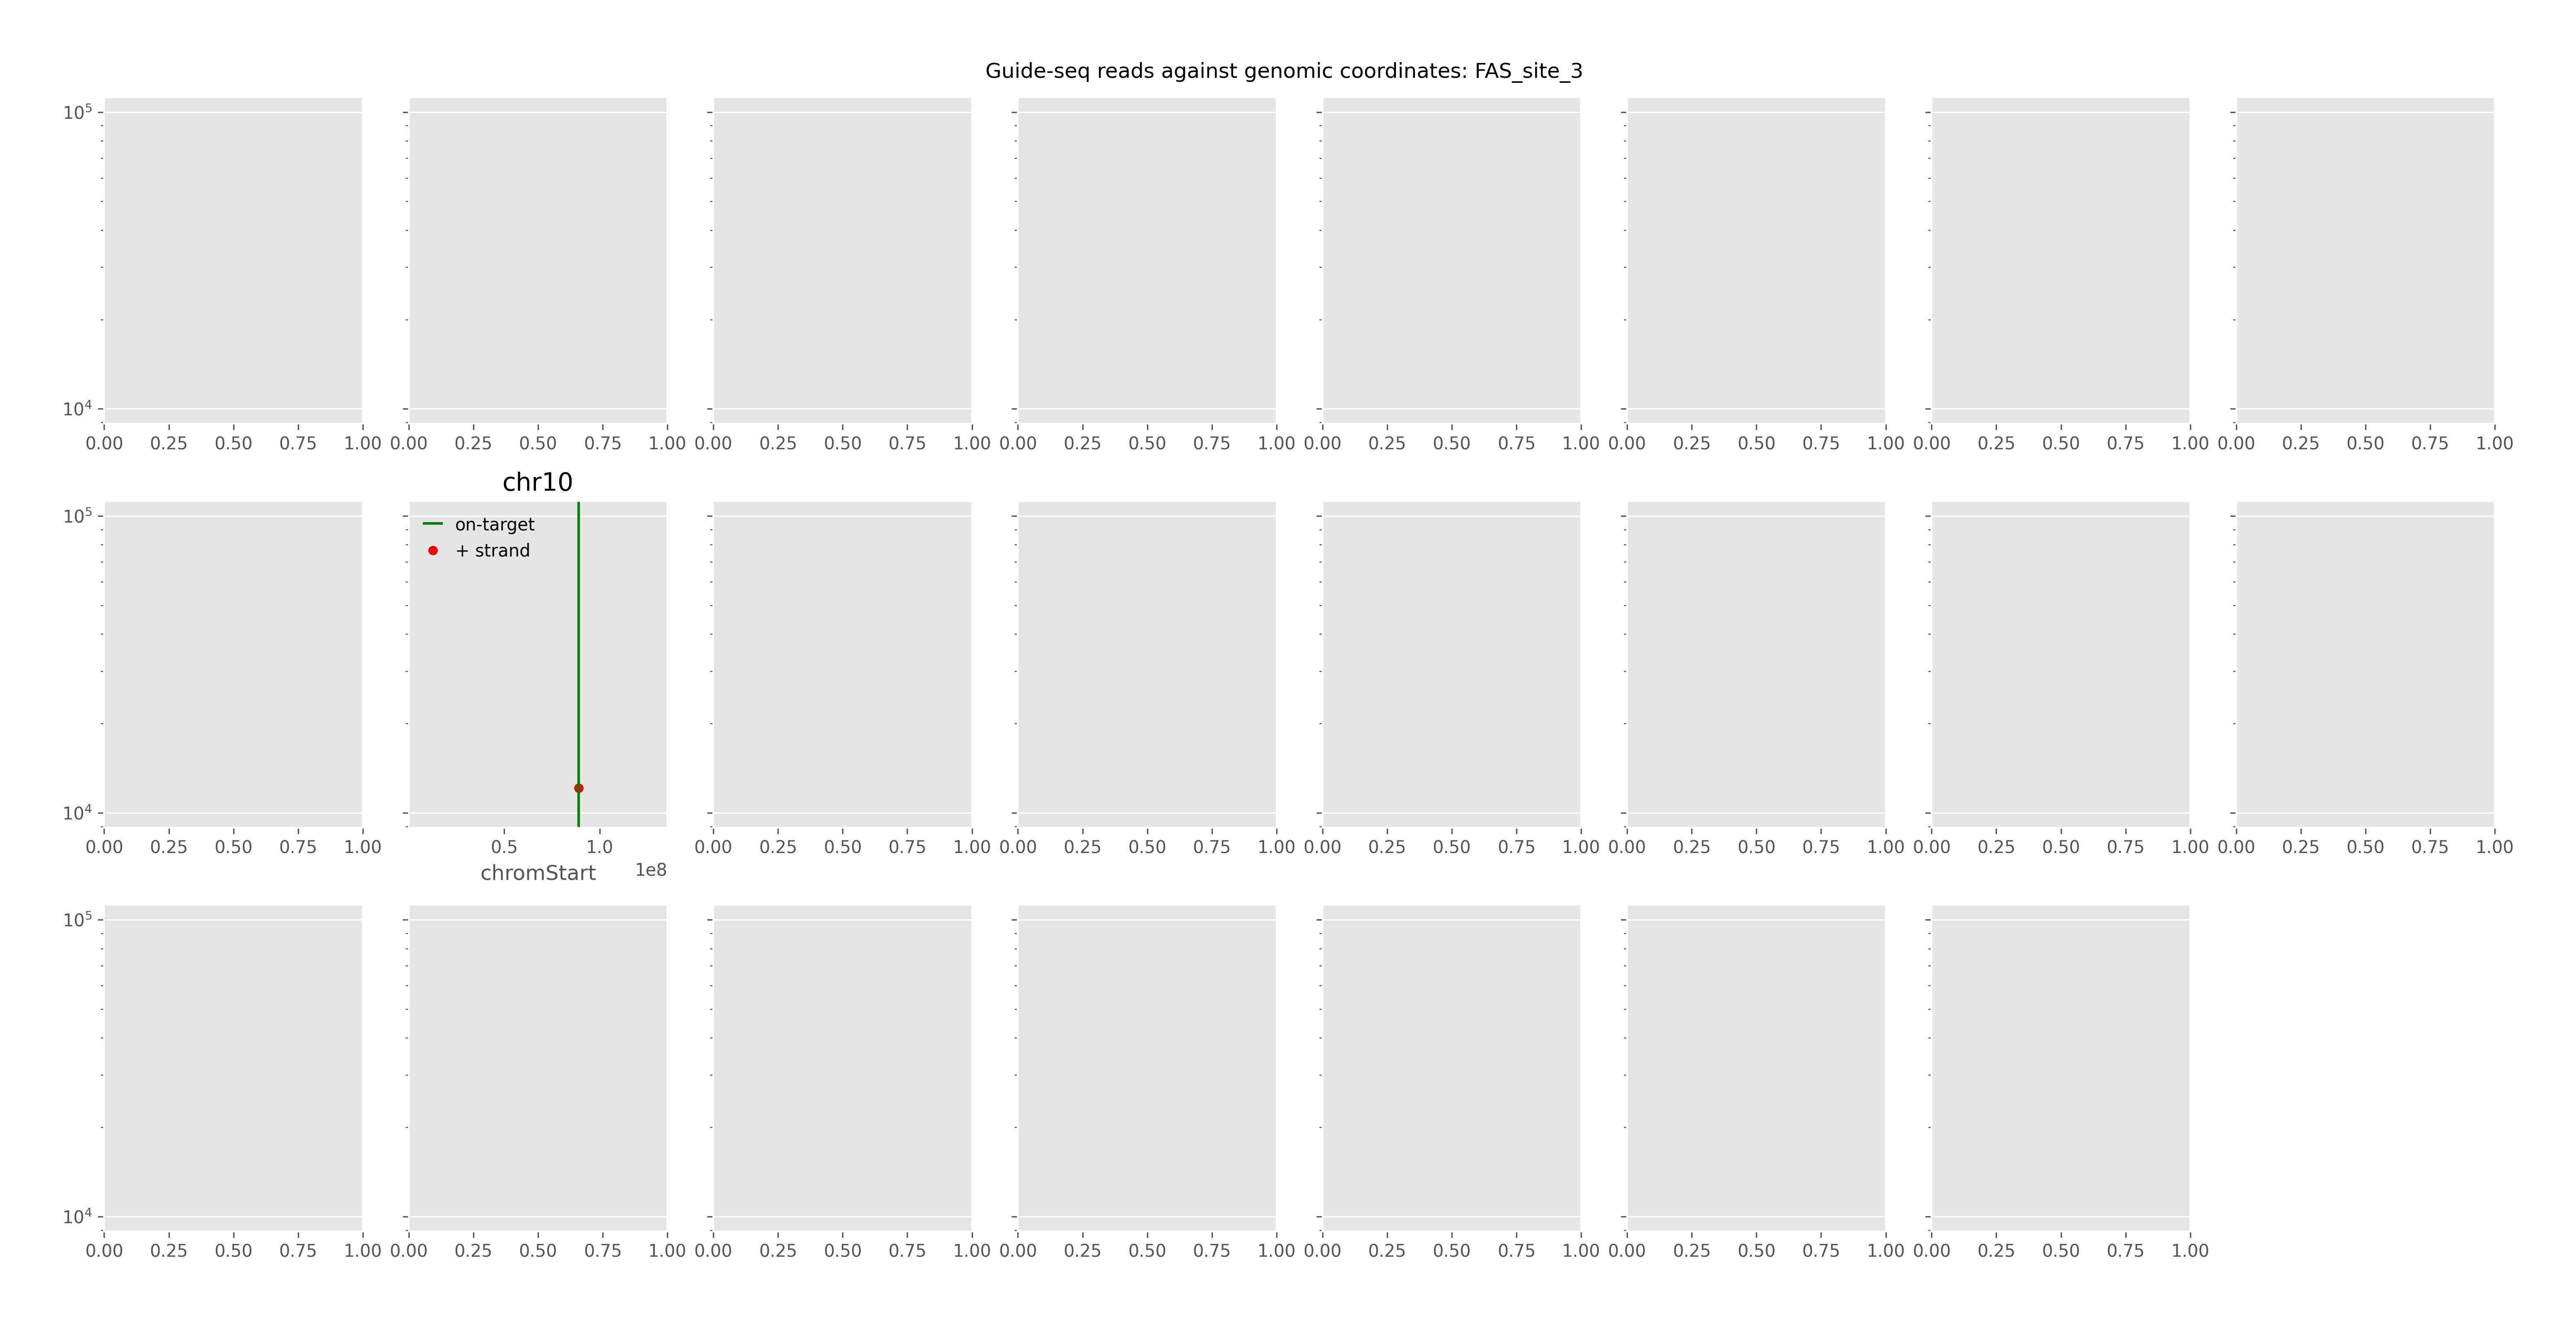 Guide-seq reads against genomic coordinates: FAS_site_3
10⁵
10⁴
0.00 0.25 0.50 0.75 1.00 0.00 0.25 0.50 0.75 1.00 0.00 0.25 0.50 0.75 1.00 0.00 0.25 0.50 0.75 1.00 0.00 0.25 0.50 0.75 1.00 0.00 0.25 0.50 0.75 1.00 0.00 0.25 0.50 0.75 1.00 0.00 0.25 0.50 0.75 1.00
chr10
10⁵
on-target
+ strand
10⁴
0.00 0.25 0.50 0.75 1.00 0.5 1.0 0.00 0.25 0.50 0.75 1.00 0.00 0.25 0.50 0.75 1.00 0.00 0.25 0.50 0.75 1.00 0.00 0.25 0.50 0.75 1.00 0.00 0.25 0.50 0.75 1.00 0.00 0.25 0.50 0.75 1.00
chromStart 1e8
10⁵
10⁴
0.00 0.25 0.50 0.75 1.00 0.00 0.25 0.50 0.75 1.00 0.00 0.25 0.50 0.75 1.00 0.00 0.25 0.50 0.75 1.00 0.00 0.25 0.50 0.75 1.00 0.00 0.25 0.50 0.75 1.00 0.00 0.25 0.50 0.75 1.00